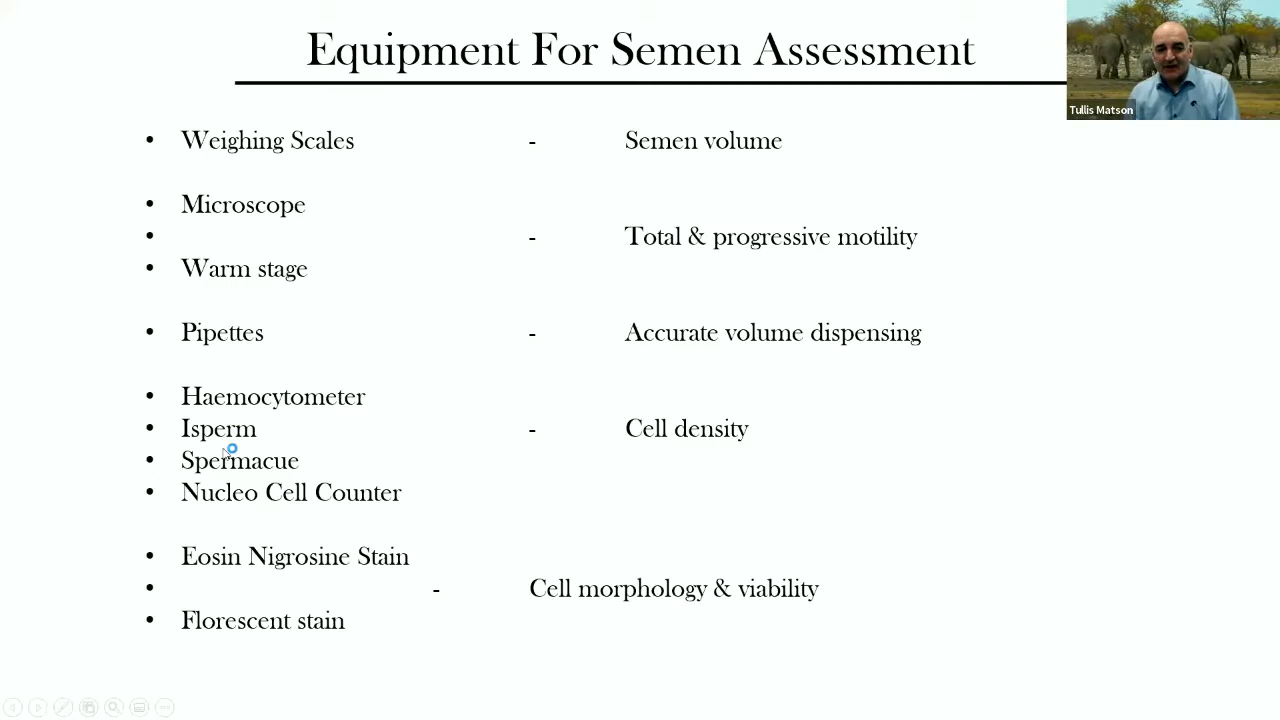 Equipment For Semen Assessment
Tullis Matson
• Weighing Scales - Semen volume
• Microscope
• - Total & progressive motility
• Warm stage
• Pipettes - Accurate volume dispensing
• Haemocytometer
• Isperm - Cell density
• Spermacue
• Nucleo Cell Counter
• Eosin Nigrosine Stain
• - Cell morphology & viability
• Florescent stain